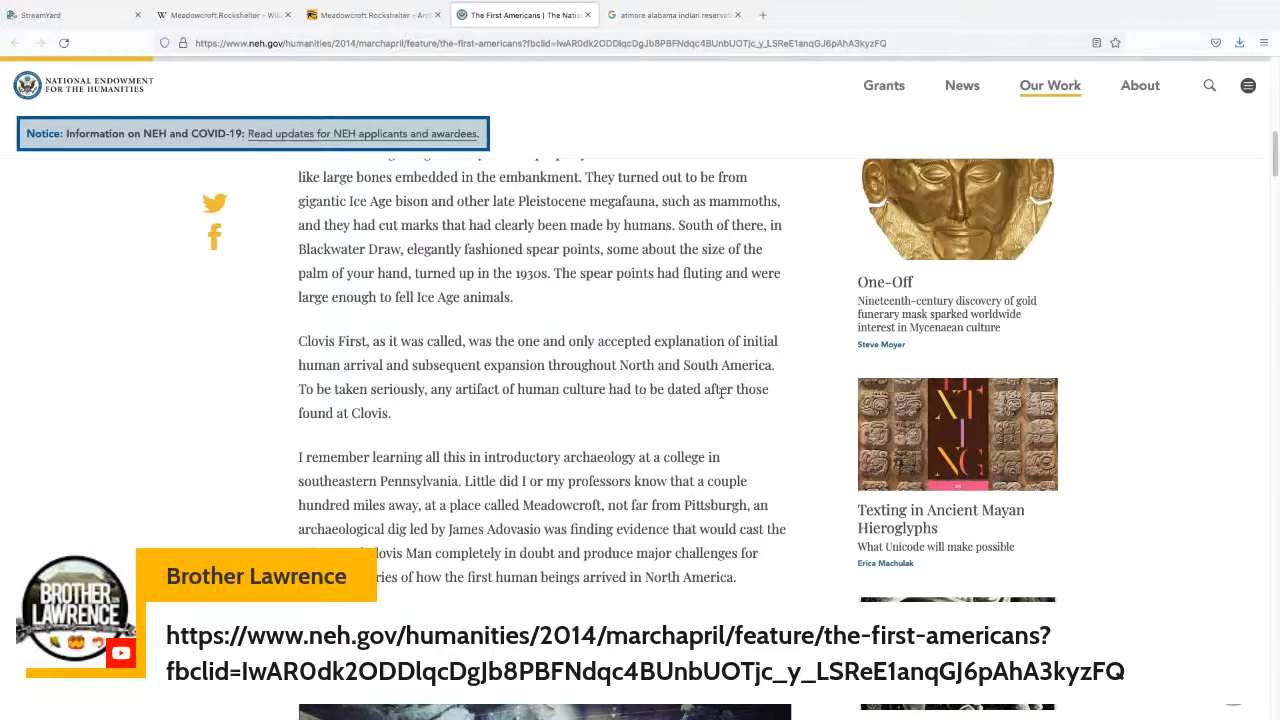 StreamYard
Meadowcroft Rockshelter - Wik
Meadowcroft Rockshelter - Arc
The First Americans | The Natio
atmore alabama indian reservat
https://www.neh.gov/humanities/2014/marchapril/feature/the-first-americans?fbclid=IwAR0dk2ODDlqcDgJb8PBFNdqc4BUnbUOTjc_y_LSReE1anqGJ6pAhA3kyzFQ
NATIONAL ENDOWMENT
FOR THE HUMANITIES
Grants
News
Our Work
About
Notice: Information on NEH and COVID-19: Read updates for NEH applicants and awardees.
like large bones embedded in the embankment. They turned out to be from
gigantic Ice Age bison and other late Pleistocene megafauna, such as mammoths,
and they had cut marks that had clearly been made by humans. South of there, in
Blackwater Draw, elegantly fashioned spear points, some about the size of the
palm of your hand, turned up in the 1930s. The spear points had fluting and were
large enough to fell Ice Age animals.
Clovis First, as it was called, was the one and only accepted explanation of initial
human arrival and subsequent expansion throughout North and South America.
To be taken seriously, any artifact of human culture had to be dated after those
found at Clovis.
I remember learning all this in introductory archaeology at a college in
southeastern Pennsylvania. Little did I or my professors know that a couple
hundred miles away, at a place called Meadowcroft, not far from Pittsburgh, an
archaeological dig led by James Adovasio was finding evidence that would cast the
Clovis Man completely in doubt and produce major challenges for
of how the first human beings arrived in North America.
One-Off
Nineteenth-century discovery of gold
funerary mask sparked worldwide
interest in Mycenaean culture
Steve Moyer
NT
NG
Texting in Ancient Mayan
Hieroglyphs
What Unicode will make possible
Erica Machulak
BROTHER
LAWRENCE
Brother Lawrence
https://www.neh.gov/humanities/2014/marchapril/feature/the-first-americans?
fbclid=IwAR0dk2ODDlqcDgJb8PBFNdqc4BUnbUOTjc_y_LSReE1anqGJ6pAhA3kyzFQ